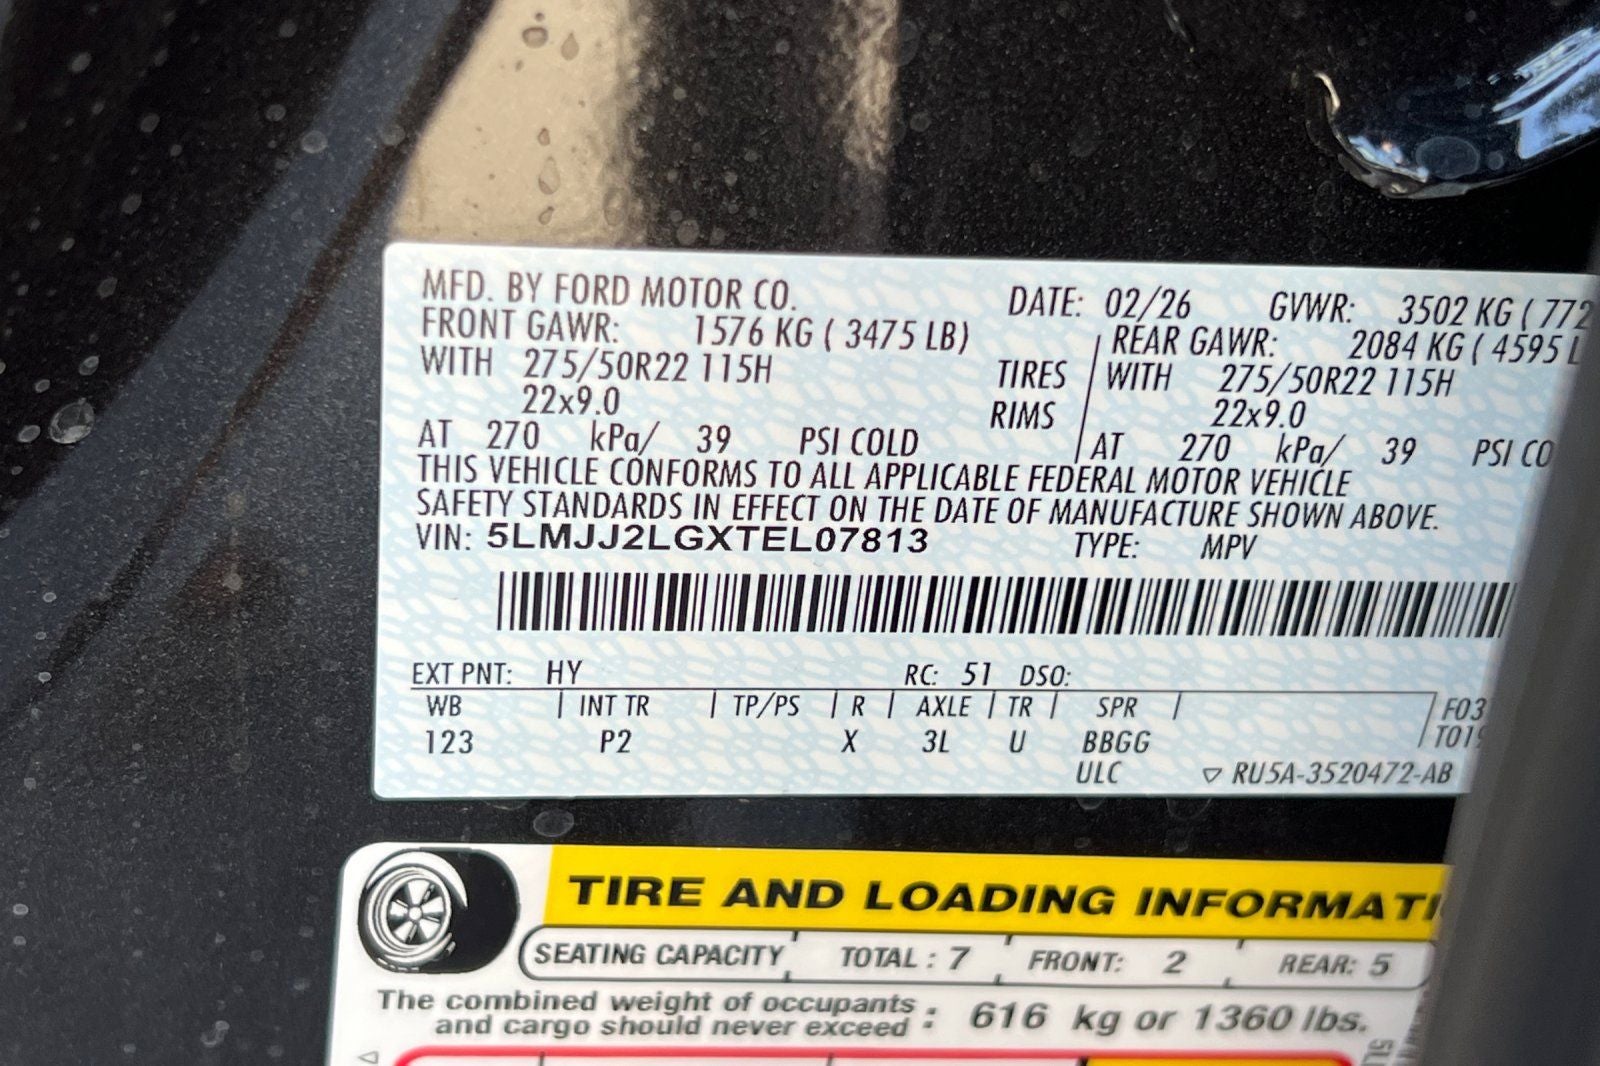 MFD. BY FORD MOTOR CO.
DATE: 02/26 GVWR: 3502 KG ( 772
FRONT GAWR: 1576 KG ( 3475 LB)
REAR GAWR: 2084 KG ( 4595 L
WITH 275/50R22 115H TIRES WITH 275/50R22 115H
22x9.0 RIMS 22x9.0
AT 270 kPa/ 39 PSI COLD AT 270 kPa/ 39 PSI CO
THIS VEHICLE CONFORMS TO ALL APPLICABLE FEDERAL MOTOR VEHICLE
SAFETY STANDARDS IN EFFECT ON THE DATE OF MANUFACTURE SHOWN ABOVE.
VIN: 5LMJJ2LGXTEL07813 TYPE: MPV
EXT PNT: HY RC: 51 DSO:
WB INT TR TP/PS R AXLE TR SPR F03
123 P2 X 3L U BBGG T019
ULC ▽ RU5A-3520472-AB
TIRE AND LOADING INFORMATI
SEATING CAPACITY TOTAL : 7 FRONT: 2 REAR: 5
The combined weight of occupants
and cargo should never exceed : 616 kg or 1360 lbs.